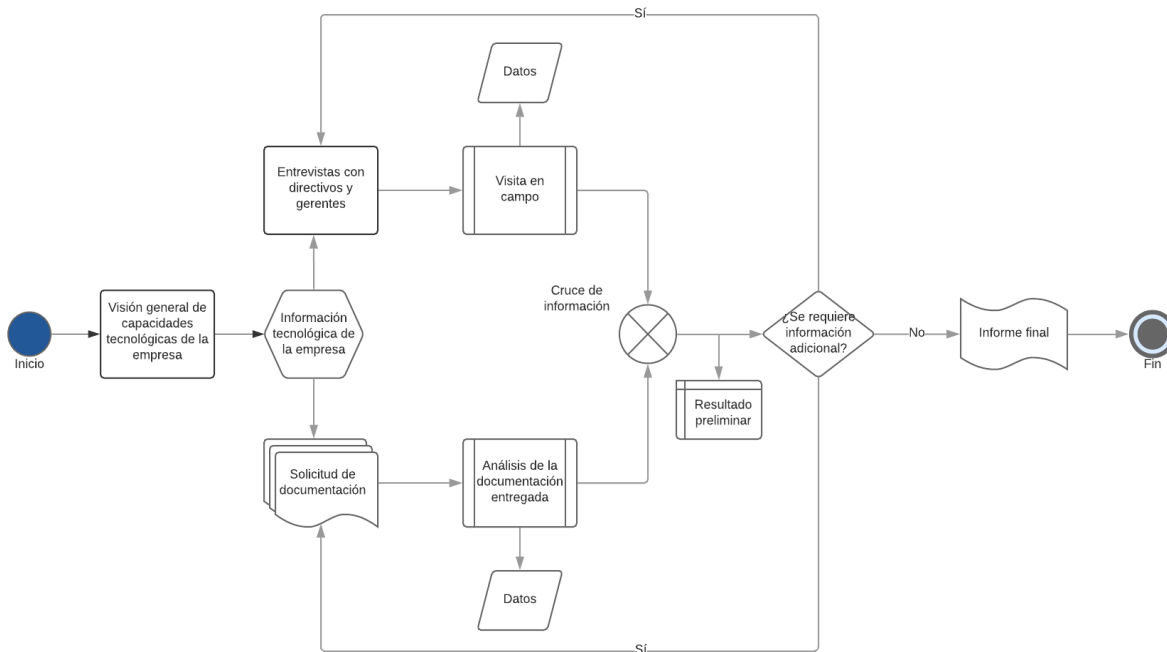 Sí
Datos
Entrevistas con
directivos y
gerentes
Visita en
campo
Cruce de
información
Visión general de
capacidades
tecnológicas de la
empresa
Información
tecnológica de
la empresa
¿Se requiere
información
adicional?
No
Informe final
Inicio
Fin
Resultado
preliminar
Solicitud de
documentación
Análisis de la
documentación
entregada
Datos
Sí